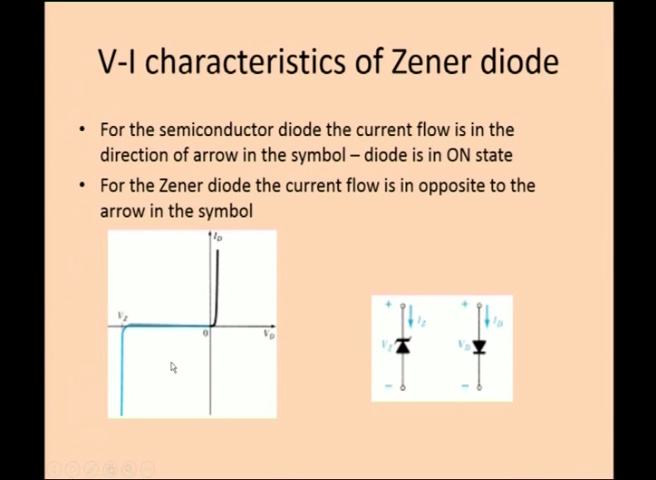 V-I characteristics of Zener diode
• For the semiconductor diode the current flow is in the
direction of arrow in the symbol – diode is in ON state
• For the Zener diode the current flow is in opposite to the
arrow in the symbol
I_D
V_Z
0
V_D
+ +
I_Z I_D
V_Z V_D
− −